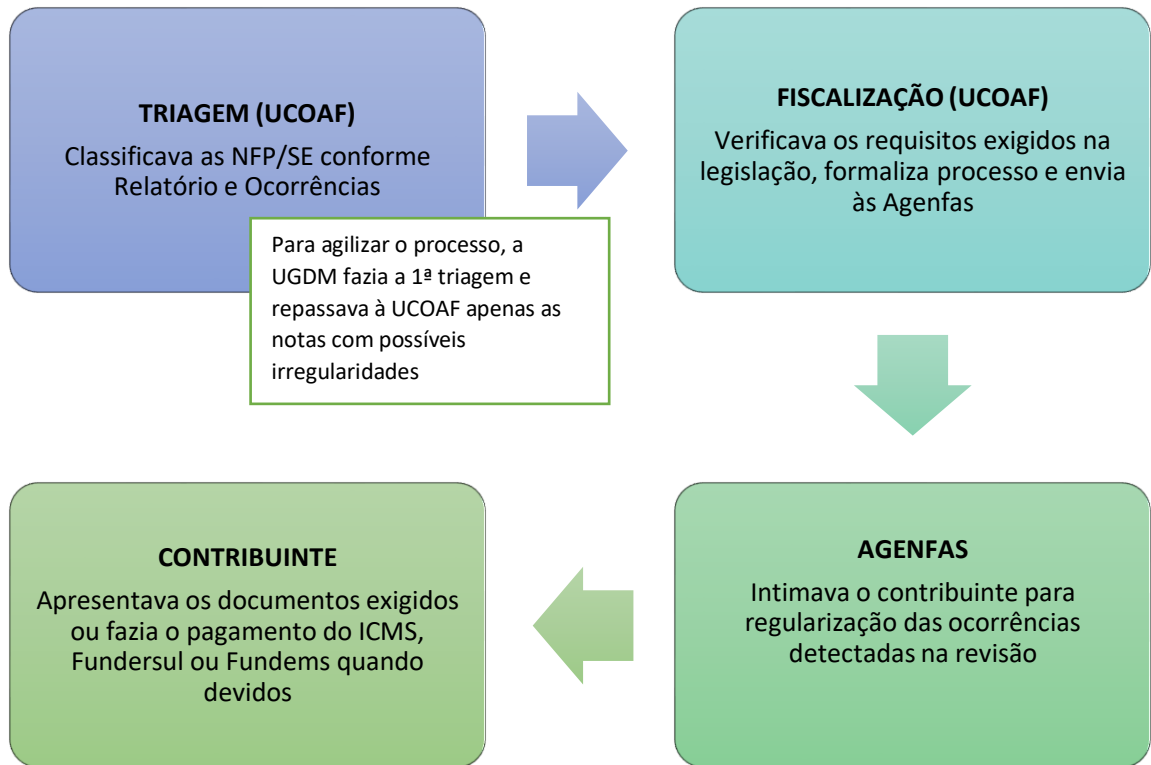 TRIAGEM (UCOAF)
Classificava as NFP/SE conforme
Relatório e Ocorrências
Para agilizar o processo, a
UGDM fazia a 1ª triagem e
repassava à UCOAF apenas as
notas com possíveis
irregularidades
FISCALIZAÇÃO (UCOAF)
Verificava os requisitos exigidos na
legislação, formaliza processo e envia
às Agenfas
AGENFAS
Intimava o contribuinte para
regularização das ocorrências
detectadas na revisão
CONTRIBUINTE
Apresentava os documentos exigidos
ou fazia o pagamento do ICMS,
Fundersul ou Fundems quando
devidos